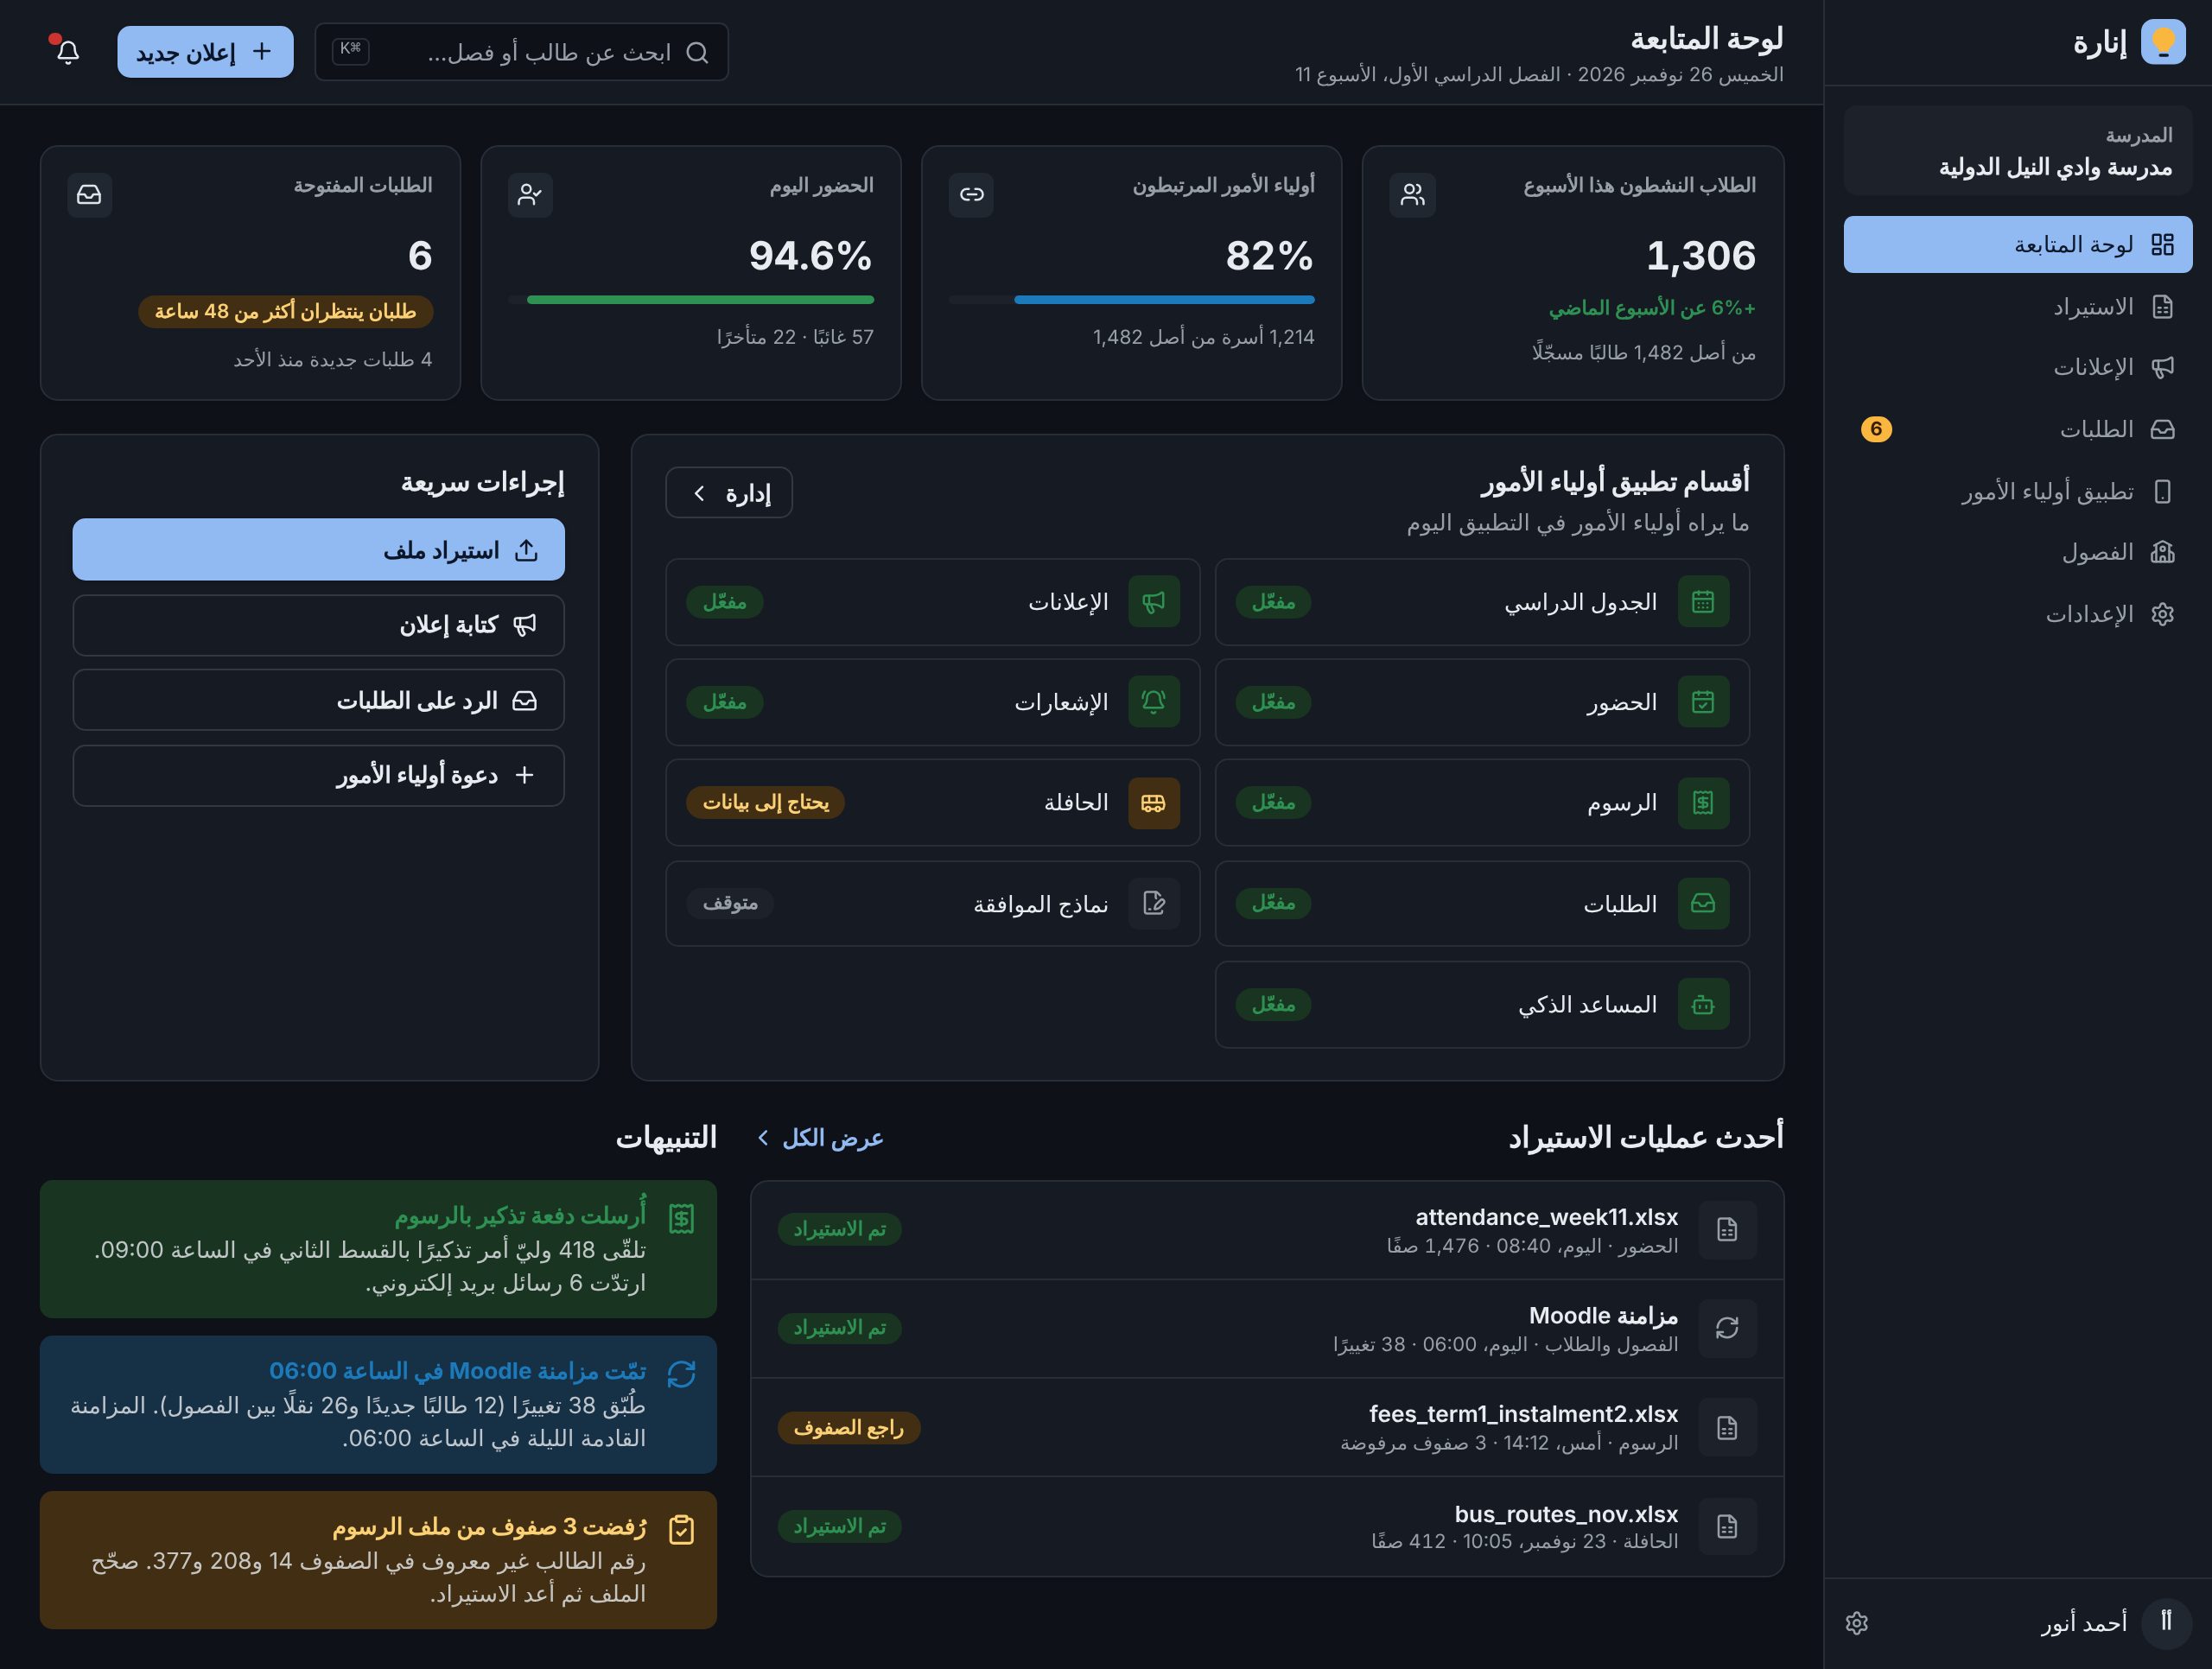 إنارة
المدرسة
مدرسة وادي النيل الدولية
لوحة المتابعة
الاستيراد
الإعلانات
الطلبات
6
تطبيق أولياء الأمور
الفصول
الإعدادات
أأ
أحمد أنور
لوحة المتابعة
الخميس 26 نوفمبر 2026 · الفصل الدراسي الأول، الأسبوع 11
ابحث عن طالب أو فصل...
K⌘
إعلان جديد
الطلاب النشطون هذا الأسبوع
1,306
+6% عن الأسبوع الماضي
من أصل 1,482 طالبًا مسجّلًا
أولياء الأمور المرتبطون
82%
1,214 أسرة من أصل 1,482
الحضور اليوم
94.6%
57 غائبًا · 22 متأخرًا
الطلبات المفتوحة
6
طلبان ينتظران أكثر من 48 ساعة
4 طلبات جديدة منذ الأحد
أقسام تطبيق أولياء الأمور
ما يراه أولياء الأمور في التطبيق اليوم
إدارة
الجدول الدراسي
مفعّل
الإعلانات
مفعّل
الحضور
مفعّل
الإشعارات
مفعّل
الرسوم
مفعّل
الحافلة
يحتاج إلى بيانات
الطلبات
مفعّل
نماذج الموافقة
متوقف
المساعد الذكي
مفعّل
إجراءات سريعة
استيراد ملف
كتابة إعلان
الرد على الطلبات
دعوة أولياء الأمور
أحدث عمليات الاستيراد
عرض الكل
attendance_week11.xlsx
الحضور · اليوم، 08:40 · 1,476 صفًا
تم الاستيراد
مزامنة Moodle
الفصول والطلاب · اليوم، 06:00 · 38 تغييرًا
تم الاستيراد
fees_term1_instalment2.xlsx
الرسوم · أمس، 14:12 · 3 صفوف مرفوضة
راجع الصفوف
bus_routes_nov.xlsx
الحافلة · 23 نوفمبر، 10:05 · 412 صفًا
تم الاستيراد
التنبيهات
أُرسلت دفعة تذكير بالرسوم
تلقّى 418 وليّ أمر تذكيرًا بالقسط الثاني في الساعة 09:00.
ارتدّت 6 رسائل بريد إلكتروني.
تمّت مزامنة Moodle في الساعة 06:00
طُبّق 38 تغييرًا (12 طالبًا جديدًا و26 نقلًا بين الفصول). المزامنة
القادمة الليلة في الساعة 06:00.
رُفضت 3 صفوف من ملف الرسوم
رقم الطالب غير معروف في الصفوف 14 و208 و377. صحّح
الملف ثم أعد الاستيراد.